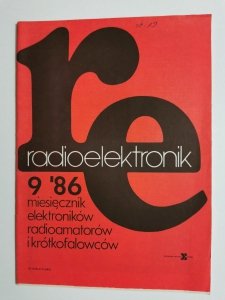 re
radioelektronik
9 '86
miesięcznik
elektroników
radioamatorów
i krótkofalowców